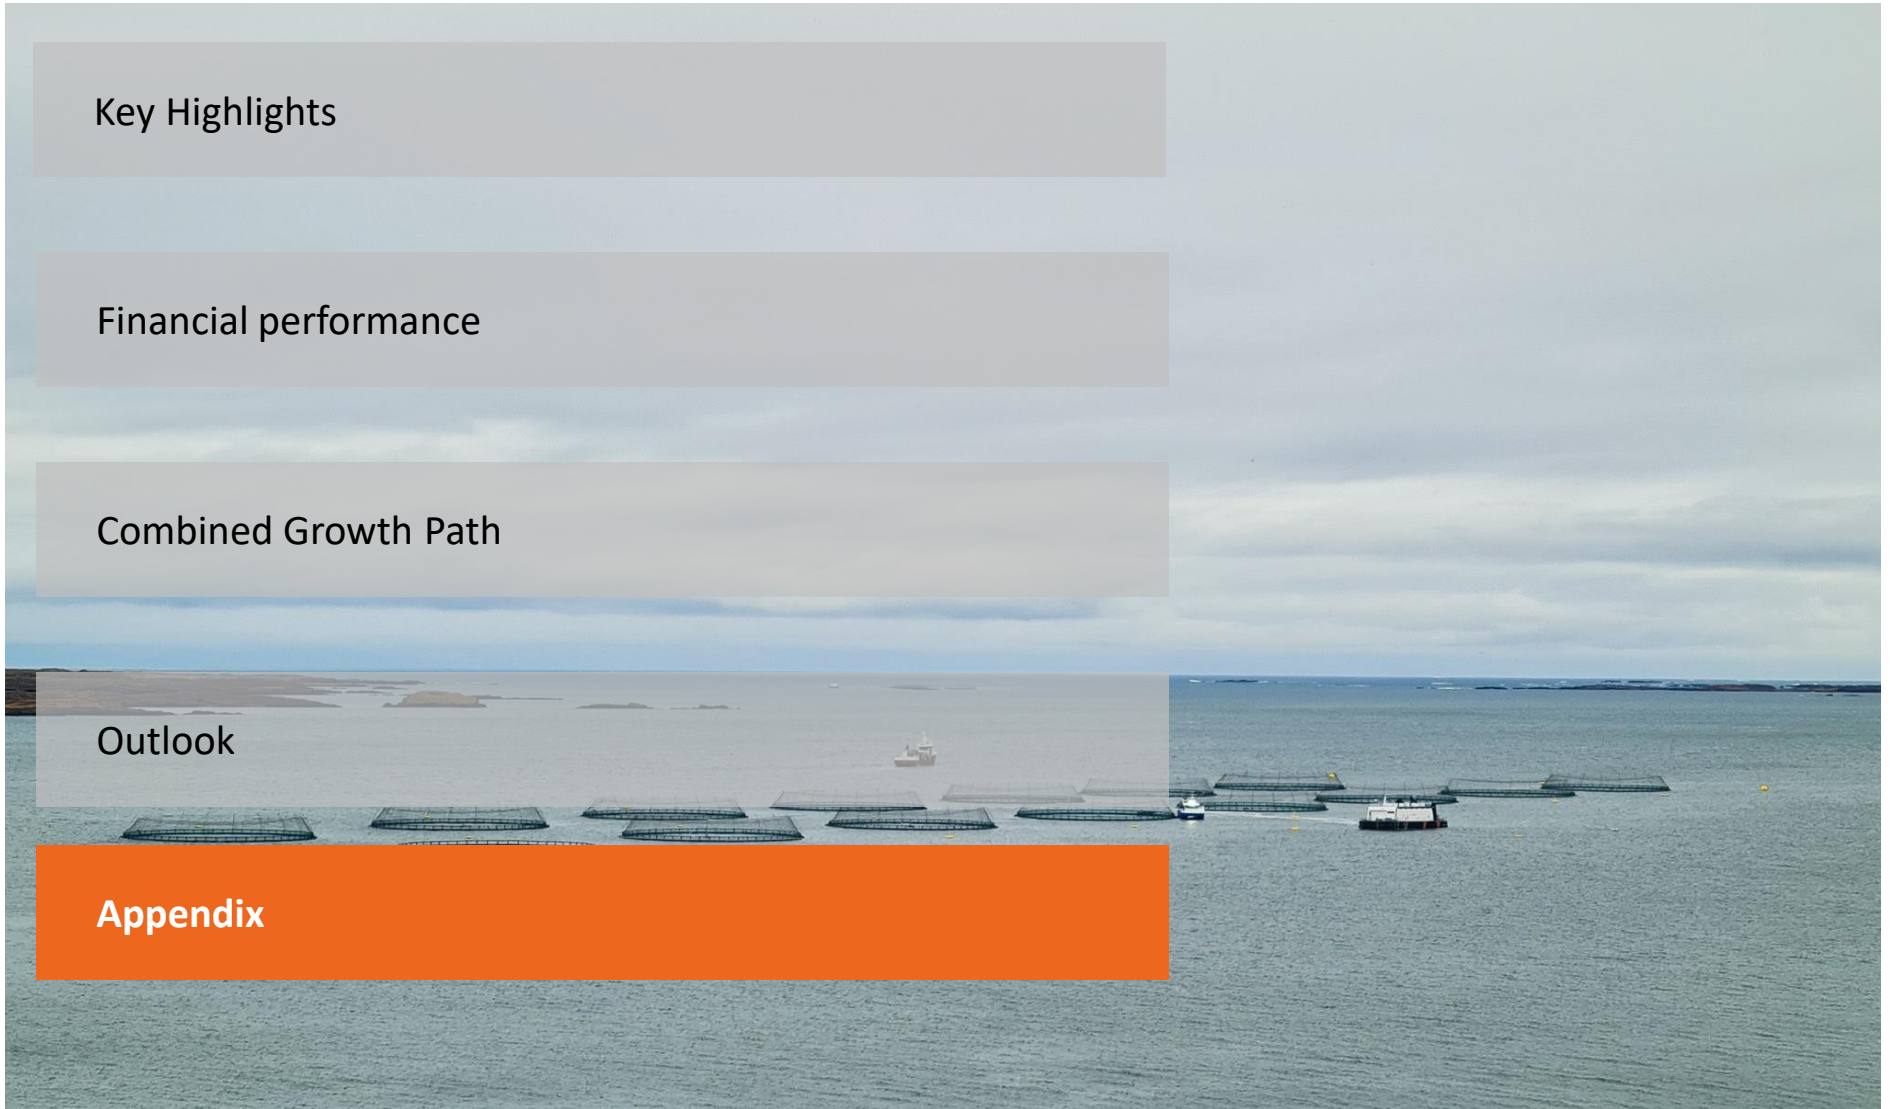 Key Highlights
Financial performance
Combined Growth Path
Outlook
Appendix